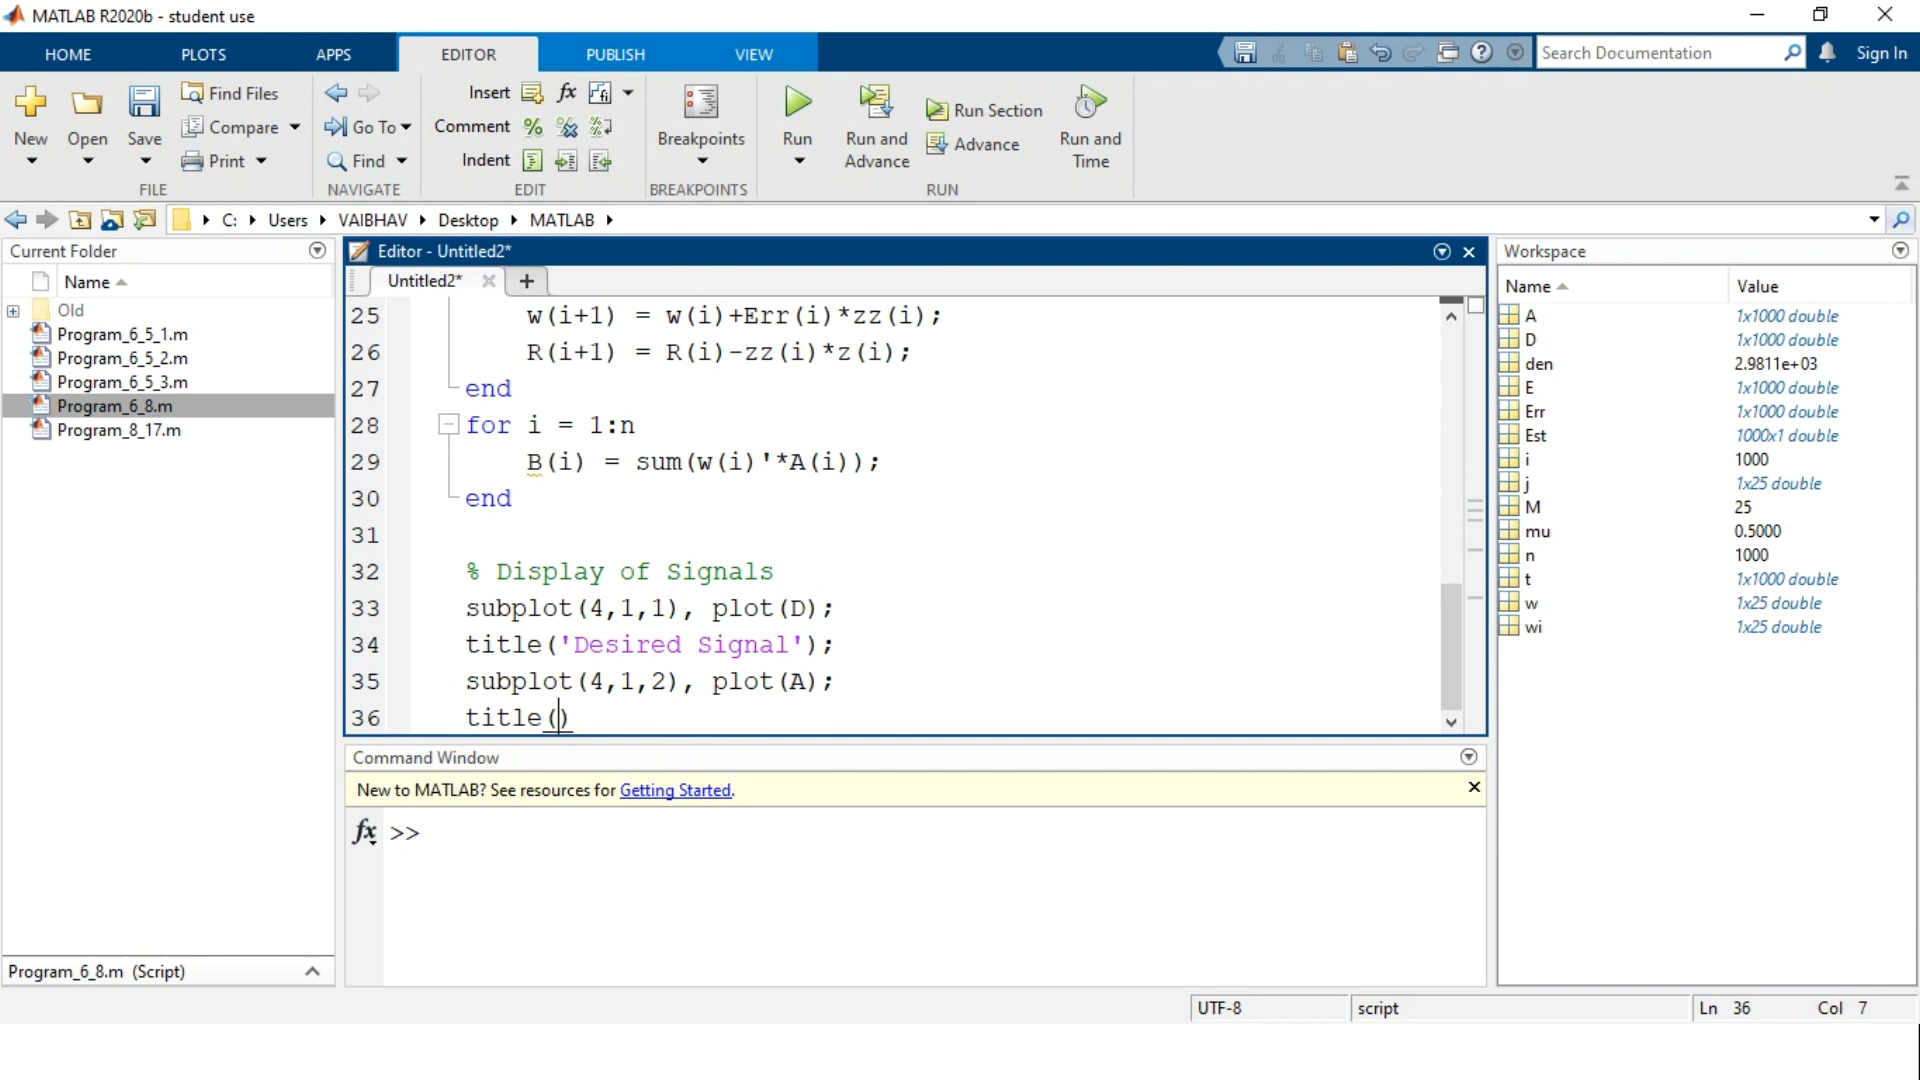 MATLAB R2020b - student use
HOME PLOTS APPS EDITOR PUBLISH VIEW Search Documentation Sign In
New Open Save Find Files Compare Print FILE
Go To Find NAVIGATE
Insert fx Comment Indent EDIT
Breakpoints BREAKPOINTS
Run Run and Advance Run Section Advance Run and Time RUN
C: Users VAIBHAV Desktop MATLAB
Current Folder
Name
Old
Program_6_5_1.m
Program_6_5_2.m
Program_6_5_3.m
Program_6_8.m
Program_8_17.m
Program_6_8.m (Script)
Editor - Untitled2*
Untitled2*
25 w(i+1) = w(i)+Err(i)*zz(i);
26 R(i+1) = R(i)-zz(i)*z(i);
27 end
28 for i = 1:n
29 B(i) = sum(w(i)'*A(i));
30 end
31
32 % Display of Signals
33 subplot(4,1,1), plot(D);
34 title('Desired Signal');
35 subplot(4,1,2), plot(A);
36 title()
Command Window
New to MATLAB? See resources for Getting Started.
fx >>
Workspace
Name Value
A 1x1000 double
D 1x1000 double
den 2.9811e+03
E 1x1000 double
Err 1x1000 double
Est 1000x1 double
i 1000
j 1x25 double
M 25
mu 0.5000
n 1000
t 1x1000 double
w 1x25 double
wi 1x25 double
UTF-8 script Ln 36 Col 7